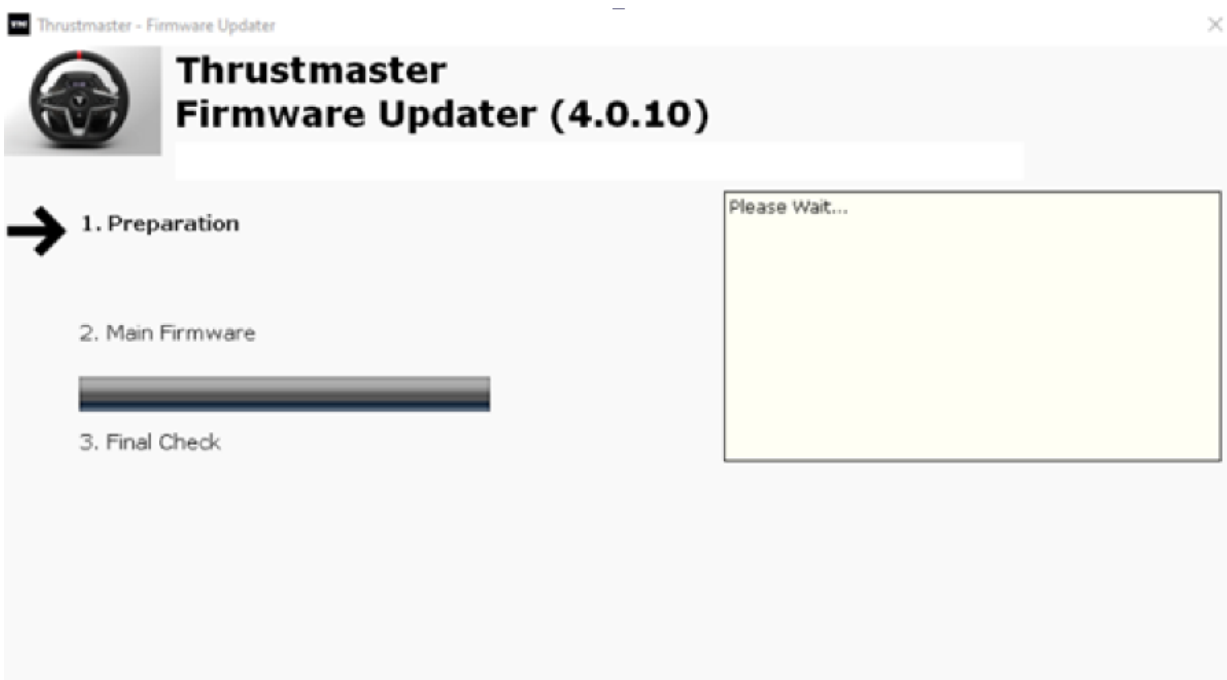 Thrustmaster - Firmware Updater
Thrustmaster
Firmware Updater (4.0.10)
1. Preparation
Please Wait...
2. Main Firmware
3. Final Check